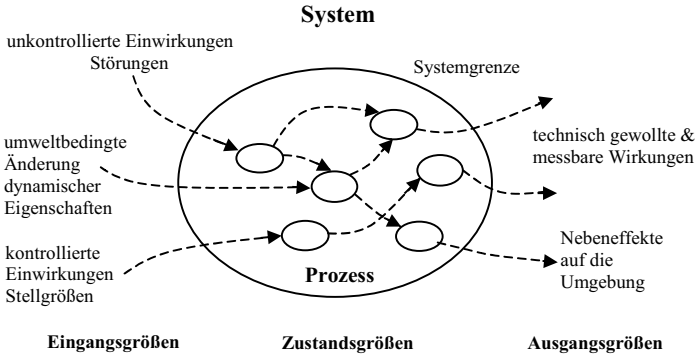 System
unkontrollierte Einwirkungen
Störungen
Systemgrenze
umweltbedingte
Änderung
dynamischer
Eigenschaften
technisch gewollte &
messbare Wirkungen
kontrollierte
Einwirkungen
Stellgrößen
Prozess
Nebeneffekte
auf die
Umgebung
Eingangsgrößen
Zustandsgrößen
Ausgangsgrößen